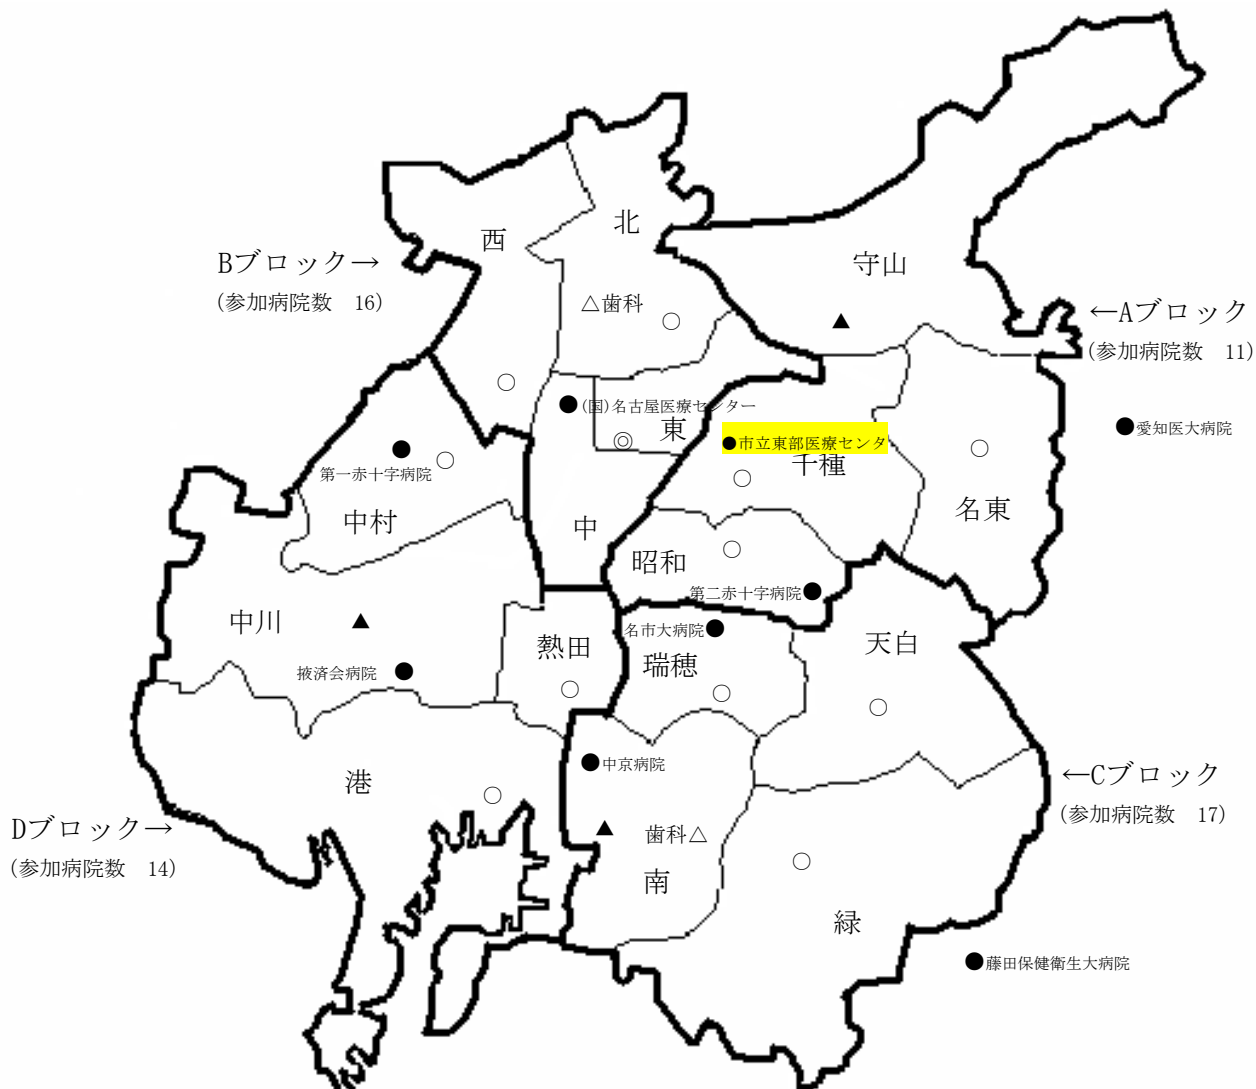 北
西
守山
Bブロック→
(参加病院数 16)
△歯科
←Aブロック
(参加病院数 11)
●(国)名古屋医療センター
東
●愛知医大病院
●市立東部医療センタ
千種
第一赤十字病院
中村
中
名東
昭和
第二赤十字病院●
中川
熱田
名市大病院●
瑞穂
天白
掖済会病院●
●中京病院
港
←Cブロック
(参加病院数 17)
Dブロック→
(参加病院数 14)
歯科△
南
緑
●藤田保健衛生大病院